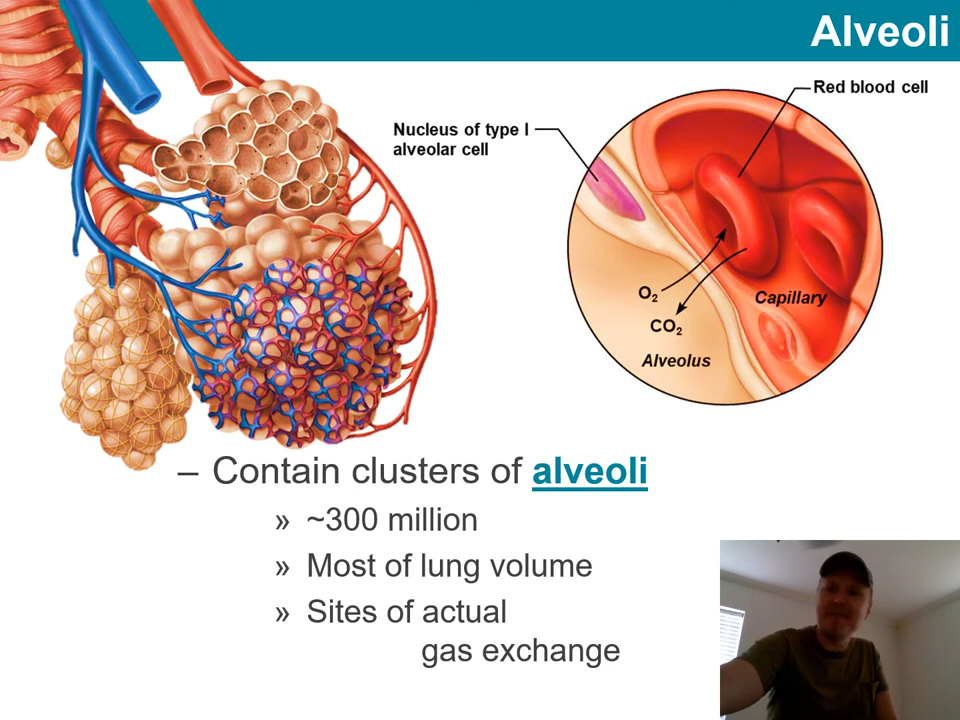 Alveoli
Red blood cell
Nucleus of type I
alveolar cell
O₂
CO₂
Capillary
Alveolus
– Contain clusters of alveoli
» ~300 million
» Most of lung volume
» Sites of actual
gas exchange